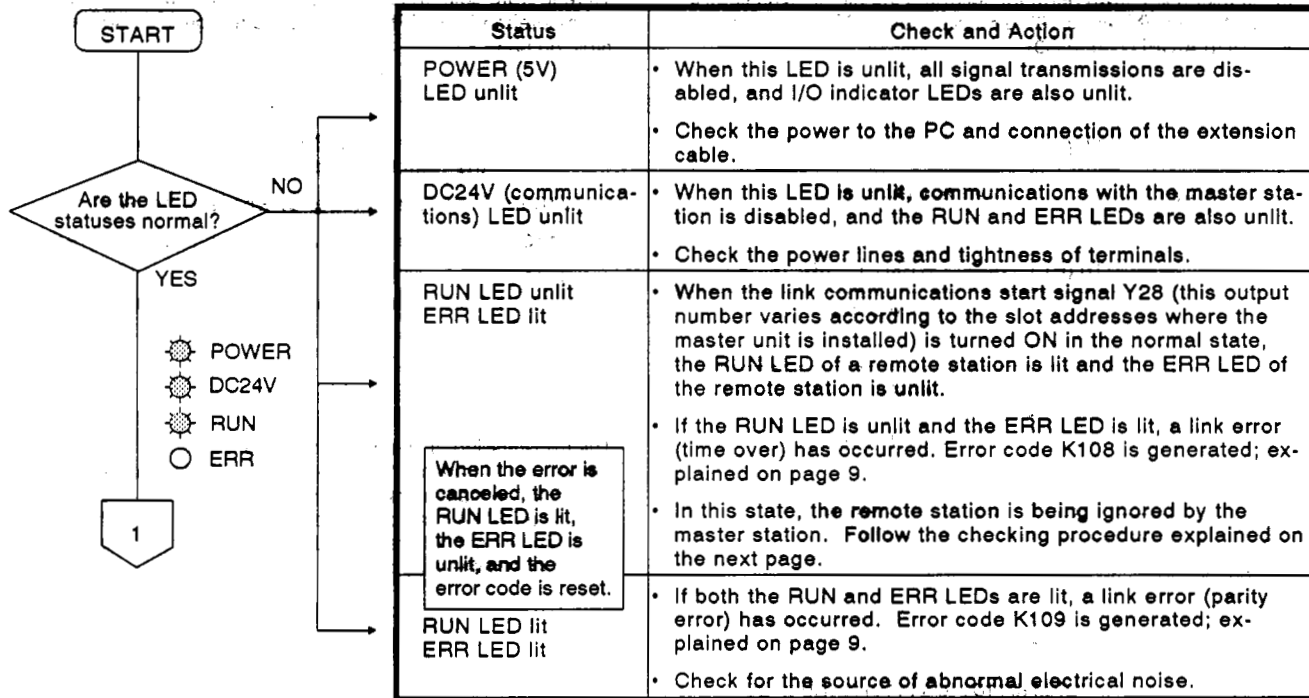 START
Are the LED
statuses normal?
NO
YES
POWER
DC24V
RUN
ERR
1
Status
Check and Action
POWER (5V)
LED unlit
• When this LED is unlit, all signal transmissions are dis-
abled, and I/O indicator LEDs are also unlit.
• Check the power to the PC and connection of the extension
cable.
DC24V (communica-
tions) LED unlit
• When this LED is unlit, communications with the master sta-
tion is disabled, and the RUN and ERR LEDs are also unlit.
• Check the power lines and tightness of terminals.
RUN LED unlit
ERR LED lit
• When the link communications start signal Y28 (this output
number varies according to the slot addresses where the
master unit is installed) is turned ON in the normal state,
the RUN LED of a remote station is lit and the ERR LED of
the remote station is unlit.
• If the RUN LED is unlit and the ERR LED is lit, a link error
(time over) has occurred. Error code K108 is generated; ex-
plained on page 9.
• In this state, the remote station is being ignored by the
master station. Follow the checking procedure explained on
the next page.
When the error is
canceled, the
RUN LED is lit,
the ERR LED is
unlit, and the
error code is reset.
RUN LED lit
ERR LED lit
• If both the RUN and ERR LEDs are lit, a link error (parity
error) has occurred. Error code K109 is generated; ex-
plained on page 9.
• Check for the source of abnormal electrical noise.